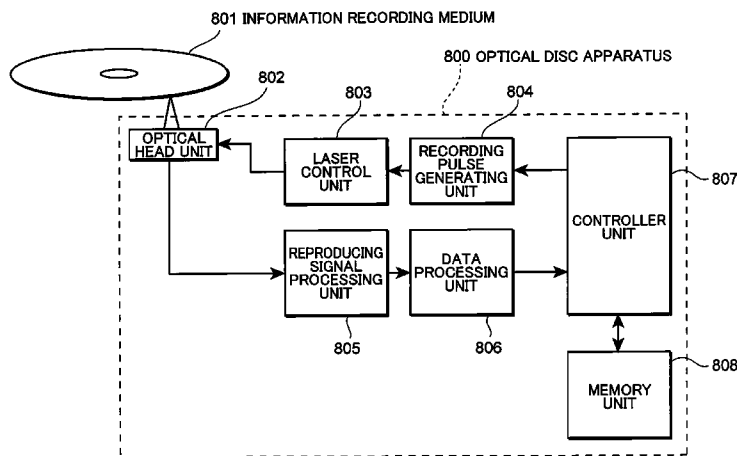 801 INFORMATION RECORDING MEDIUM
800 OPTICAL DISC APPARATUS
802
803
804
OPTICAL
HEAD UNIT
LASER
CONTROL
UNIT
RECORDING
PULSE
GENERATING
UNIT
CONTROLLER
UNIT
807
REPRODUCING
SIGNAL
PROCESSING
UNIT
DATA
PROCESSING
UNIT
805
806
MEMORY
UNIT
808